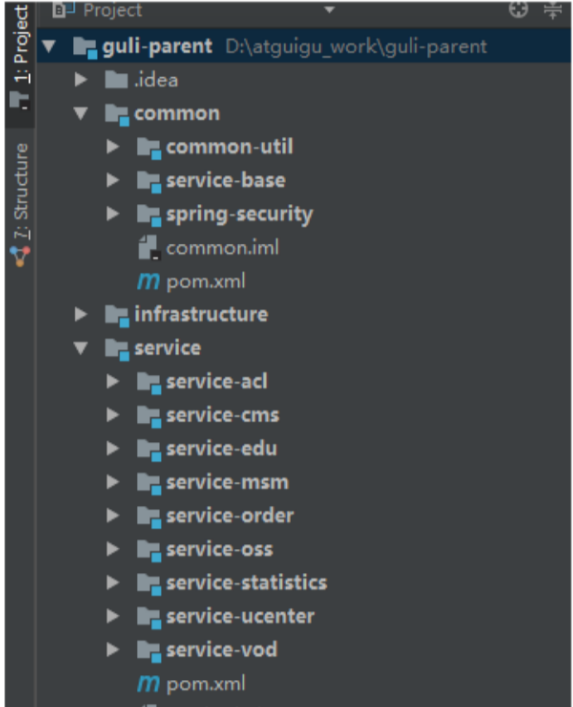 Project
1: Project
7: Structure
guli-parent D:\atguigu_work\guli-parent
.idea
common
common-util
service-base
spring-security
common.iml
pom.xml
infrastructure
service
service-acl
service-cms
service-edu
service-msm
service-order
service-oss
service-statistics
service-ucenter
service-vod
pom.xml